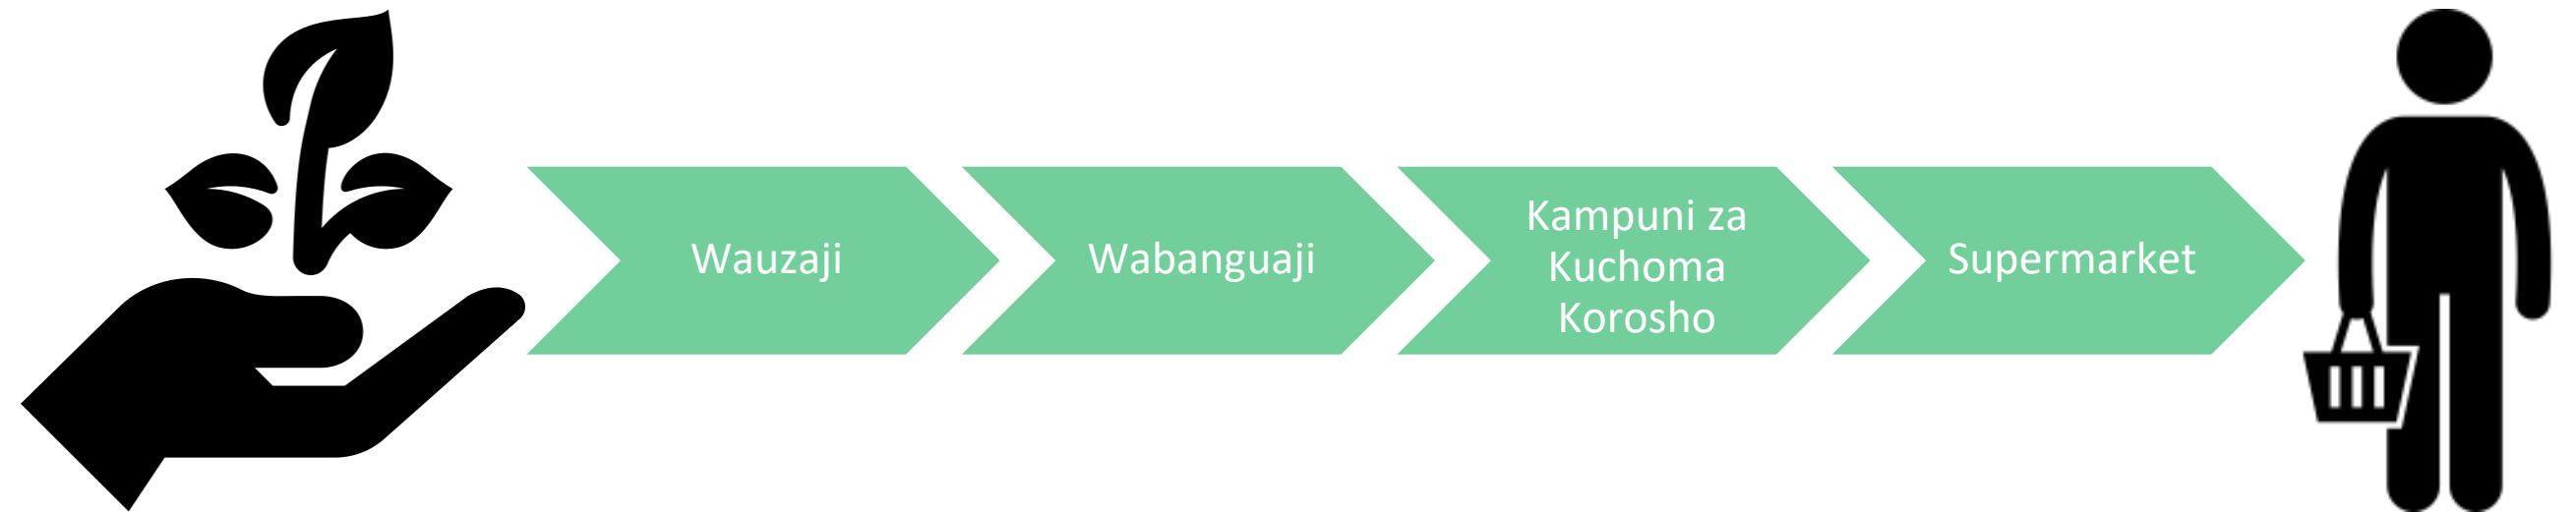 Wauzaji
Wabanguaji
Kampuni za
Kuchoma
Korosho
Supermarket